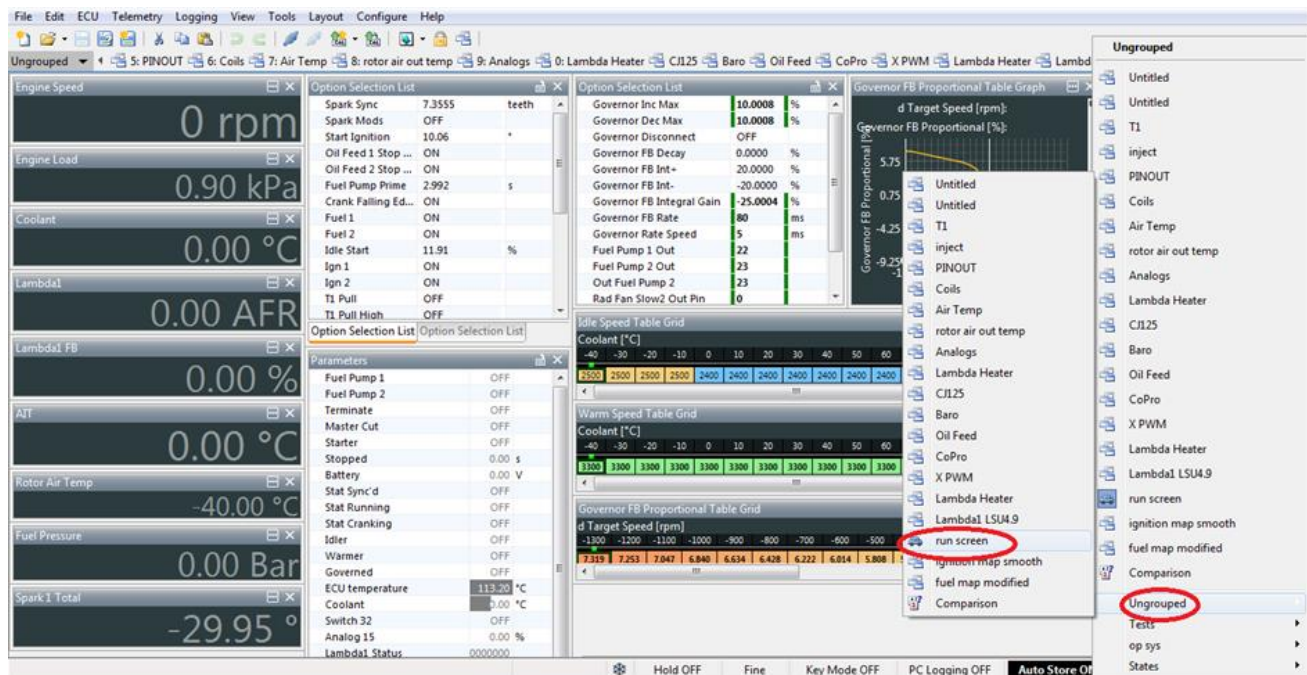 File Edit ECU Telemetry Logging View Tools Layout Configure Help
Ungrouped 5: PINOUT 6: Coils 7: Air Temp 8: rotor air out temp 9: Analogs 0: Lambda Heater CJ125 Baro Oil Feed CoPro X PWM Lambda Heater Lambd
Engine Speed
0 rpm
Engine Load
0.90 kPa
Coolant
0.00 °C
Lambda1
0.00 AFR
Lambda1 FB
0.00 %
AIT
0.00 °C
Rotor Air Temp
-40.00 °C
Fuel Pressure
0.00 Bar
Spark 1 Total
-29.95 °
Option Selection List
Spark Sync 7.3555 teeth
Spark Mods OFF
Start Ignition 10.06 °
Oil Feed 1 Stop ... ON
Oil Feed 2 Stop ... ON
Fuel Pump Prime 2.992 s
Crank Falling Ed... ON
Fuel 1 ON
Fuel 2 ON
Idle Start 11.91 %
Ign 1 ON
Ign 2 ON
T1 Pull OFF
T1 Pull High OFF
Option Selection List Option Selection List
Parameters
Fuel Pump 1 OFF
Fuel Pump 2 OFF
Terminate OFF
Master Cut OFF
Starter OFF
Stopped 0.00 s
Battery 0.00 V
Stat Sync'd OFF
Stat Running OFF
Stat Cranking OFF
Idler OFF
Warmer OFF
Governed OFF
ECU temperature 113.20 °C
Coolant 0.00 °C
Switch 32 OFF
Analog 15 0.00 %
Lambda1 Status 0000000
Option Selection List
Governor Inc Max 10.0008 %
Governor Dec Max 10.0008 %
Governor Disconnect OFF
Governor FB Decay 0.0000 %
Governor FB Int+ 20.0000 %
Governor FB Int- -20.0000 %
Governor FB Integral Gain -25.0004 %
Governor FB Rate 80 ms
Governor Rate Speed 5 ms
Fuel Pump 1 Out 22
Fuel Pump 2 Out 23
Out Fuel Pump 2 23
Rad Fan Slow2 Out Pin 0
Idle Speed Table Grid
Coolant [°C]
-40 -30 -20 -10 0 10 20 30 40 50 60
2500 2500 2500 2500 2400 2400 2400 2400 2400 2400 2400
Warm Speed Table Grid
Coolant [°C]
-40 -30 -20 -10 0 10 20 30 40 50 60
3300 3300 3300 3300 3300 3300 3300 3300 3300 3300 3300
Governor FB Proportional Table Grid
d Target Speed [rpm]
-1300 -1200 -1100 -1000 -900 -800 -700 -600 -500
7.319 7.253 7.047 6.840 6.634 6.428 6.222 6.014 5.808
Governor FB Proportional Table Graph
d Target Speed [rpm]:
Governor FB Proportional [%]:
Governor FB Proportional [%]
5.75
0.75
-4.25
Untitled
Untitled
T1
inject
PINOUT
Coils
Air Temp
rotor air out temp
Analogs
Lambda Heater
CJ125
Baro
Oil Feed
CoPro
X PWM
Lambda Heater
Lambda1 LSU4.9
run screen
ignition map smooth
fuel map modified
Comparison
Ungrouped
Untitled
Untitled
T1
inject
PINOUT
Coils
Air Temp
rotor air out temp
Analogs
Lambda Heater
CJ125
Baro
Oil Feed
CoPro
X PWM
Lambda Heater
Lambda1 LSU4.9
run screen
ignition map smooth
fuel map modified
Comparison
Ungrouped
Tests
op sys
States
Hold OFF Fine Key Mode OFF PC Logging OFF Auto Store